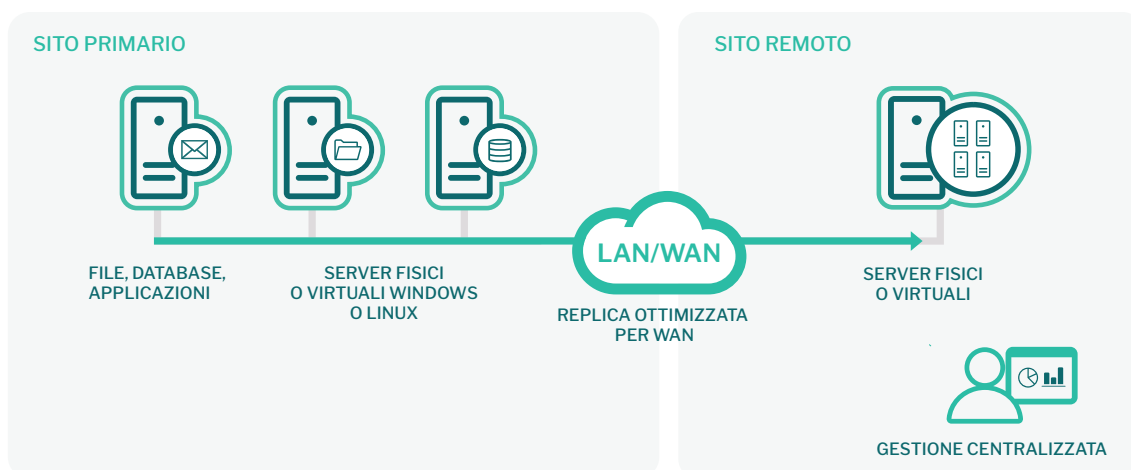 SITO PRIMARIO
SITO REMOTO
LAN/WAN
FILE, DATABASE,
APPLICAZIONI
SERVER FISICI
O VIRTUALI WINDOWS
O LINUX
REPLICA OTTIMIZZATA
PER WAN
SERVER FISICI
O VIRTUALI
GESTIONE CENTRALIZZATA